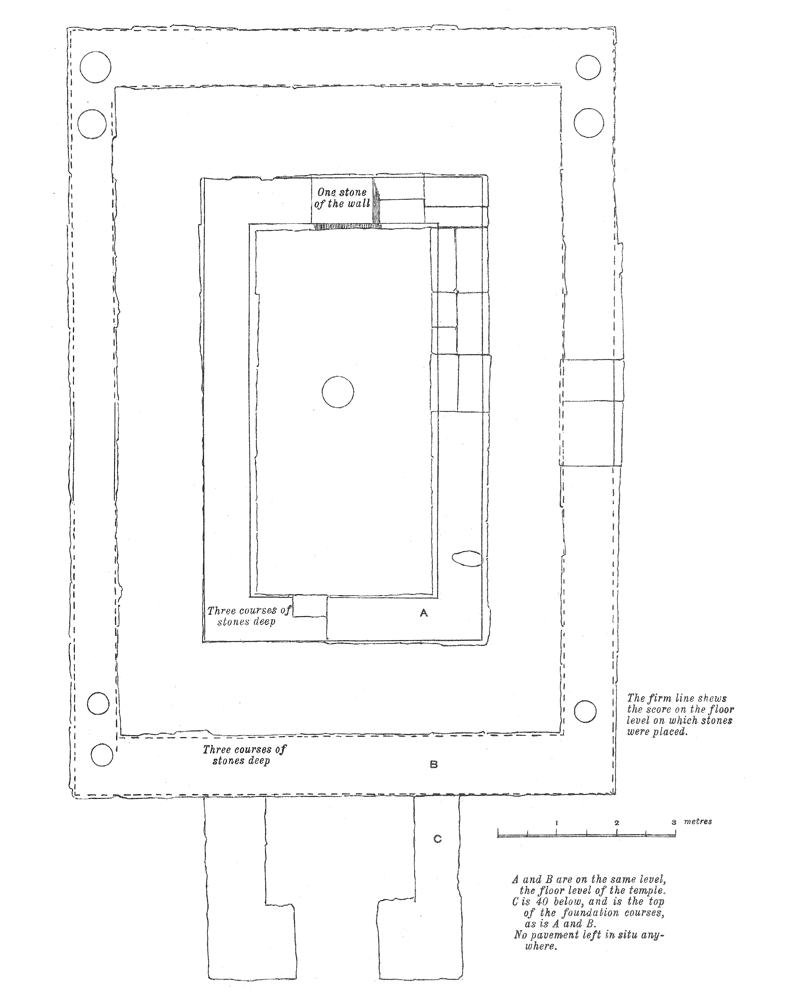 One stone
of the wall
Three courses of
stones deep
A
The firm line shews
the score on the floor
level on which stones
were placed.
Three courses of
stones deep
B
1 2 3 metres
C
A and B are on the same level,
the floor level of the temple.
C is 40 below, and is the top
of the foundation courses,
as is A and B.
No pavement left in situ any-
where.